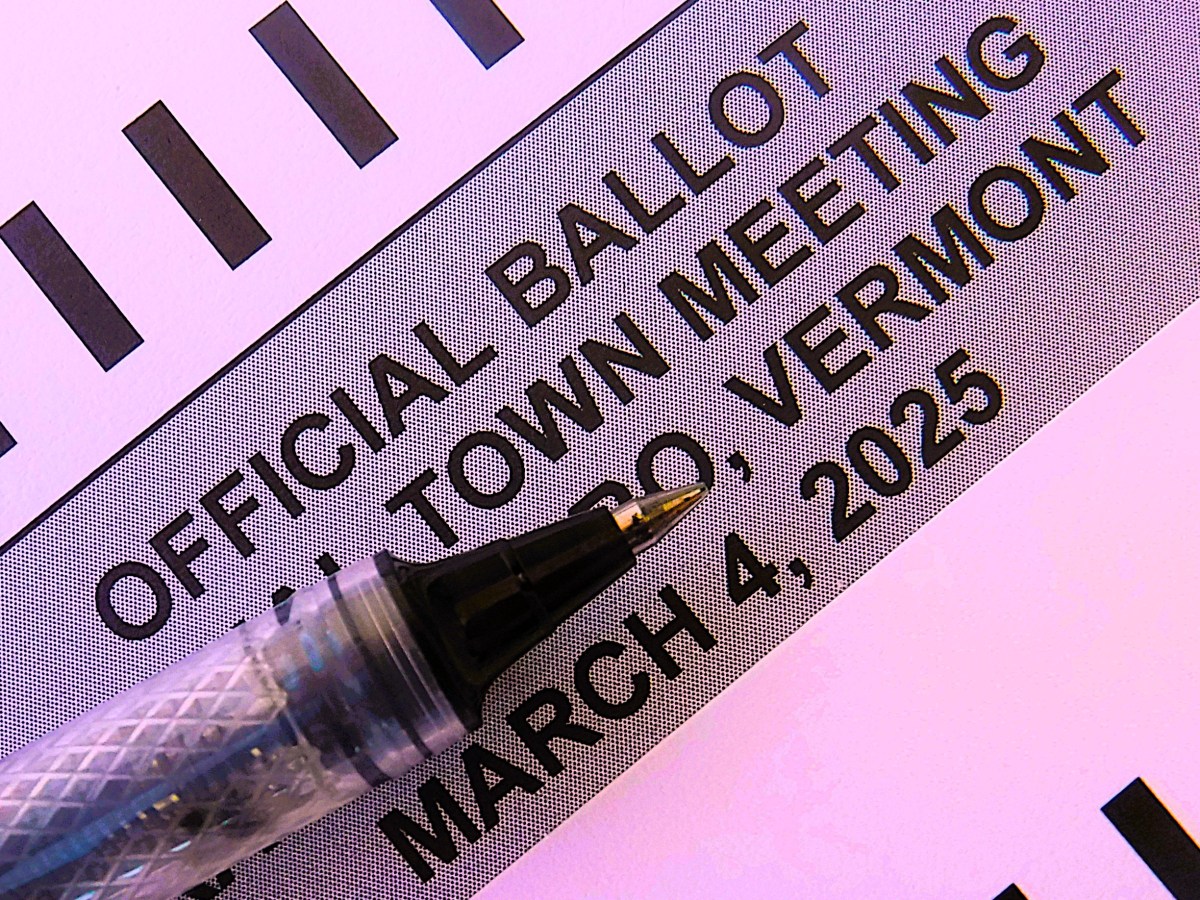 OFFICIAL BALLOT
TOWN MEETING
VERMONT
MARCH 4, 2025